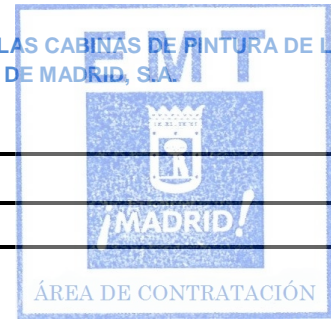 LAS CABINAS DE PINTURA DE L
DE MADRID, S.A.
EMT
¡MADRID!
ÁREA DE CONTRATACIÓN